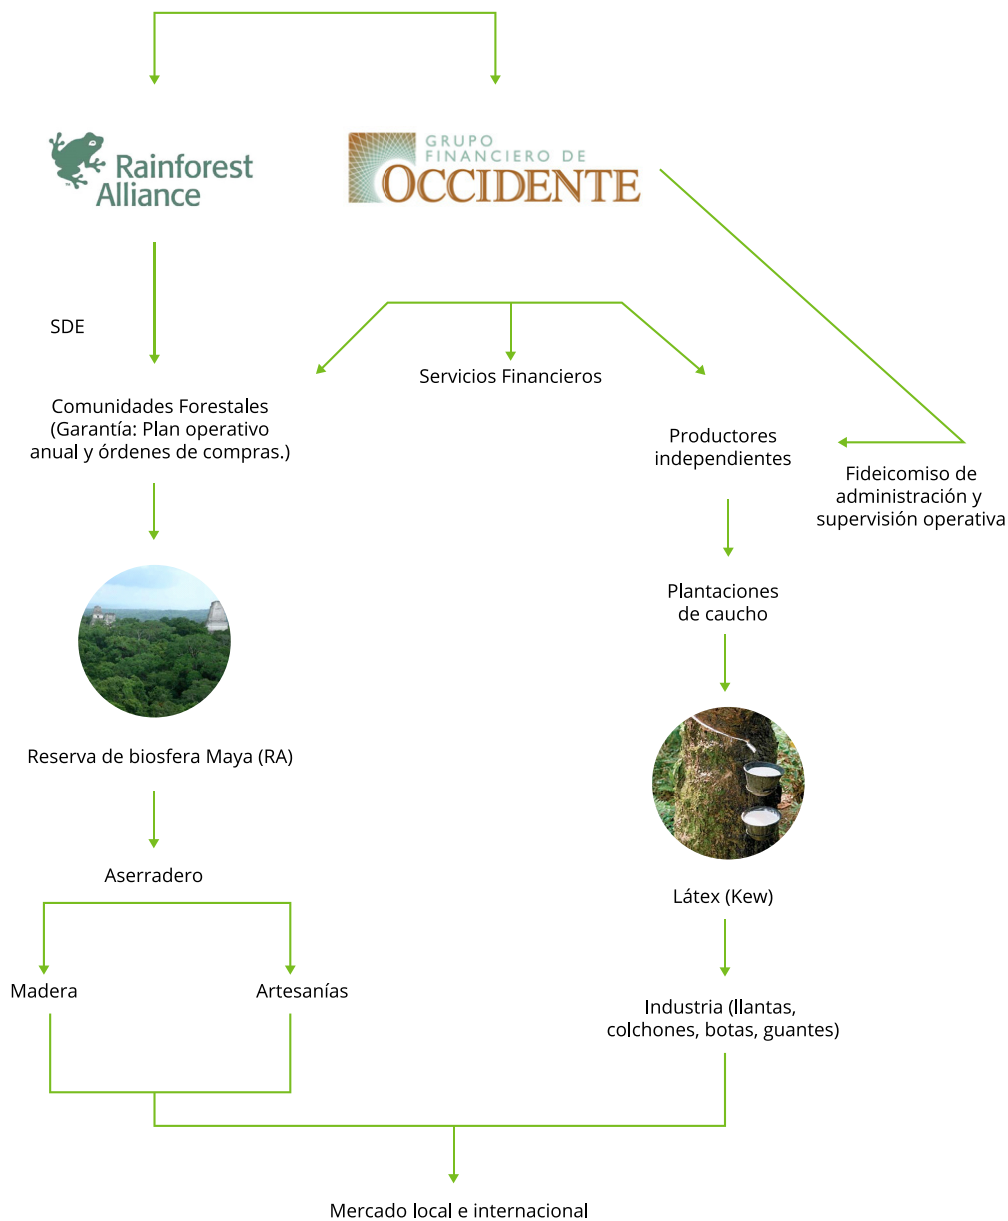 Rainforest
Alliance
GRUPO
FINANCIERO DE
OCCIDENTE
SDE
Servicios Financieros
Comunidades Forestales
(Garantía: Plan operativo
anual y órdenes de compras.)
Productores
independientes
Fideicomiso de
administración y
supervisión operativa
Plantaciones
de caucho
Reserva de biosfera Maya (RA)
Aserradero
Látex (Kew)
Madera
Artesanías
Industria (llantas,
colchones, botas, guantes)
Mercado local e internacional